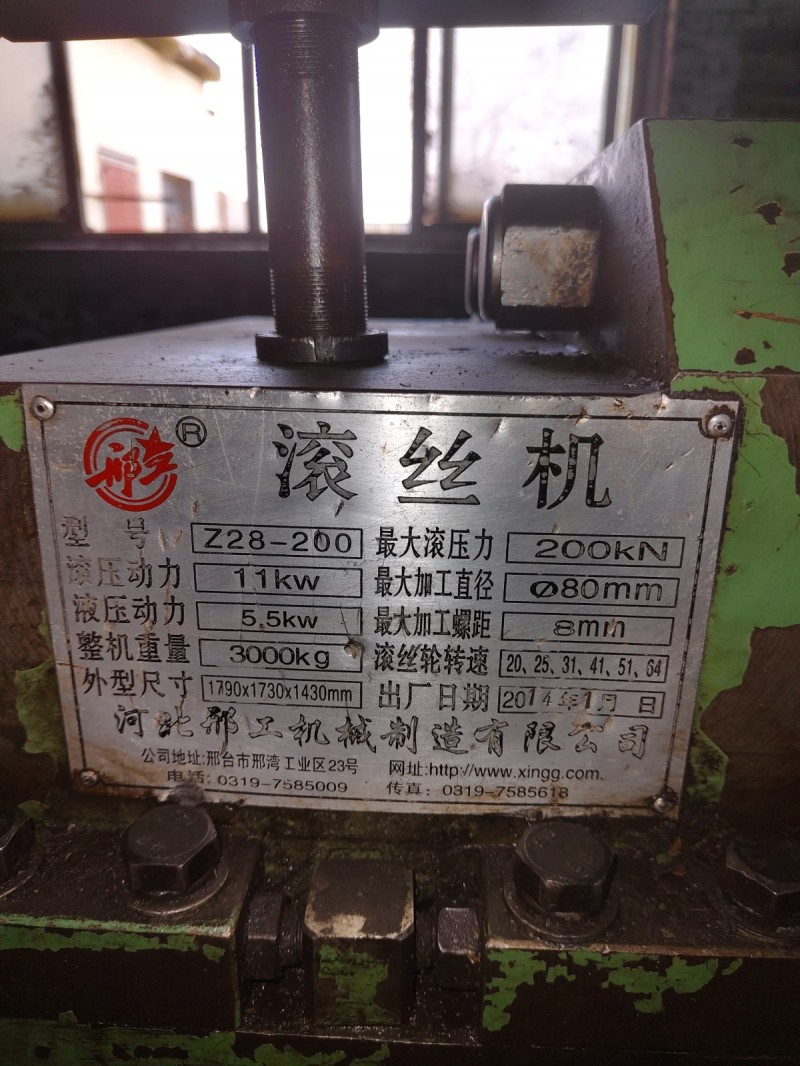 邢工 ® 滚丝机
型号 Z28-200 最大滚压力 200kN
滚压动力 11kw 最大加工直径 Ø80mm
液压动力 5.5kw 最大加工螺距 8mm
整机重量 3000kg 滚丝轮转速 20、25、31、41、51、64
外型尺寸 1790x1730x1430mm 出厂日期 2014年1月 日
河北邢工机械制造有限公司
公司地址:邢台市邢湾工业区23号 网址:http://www.xingg.com
电话: 0319-7585009 传真: 0319-7585618